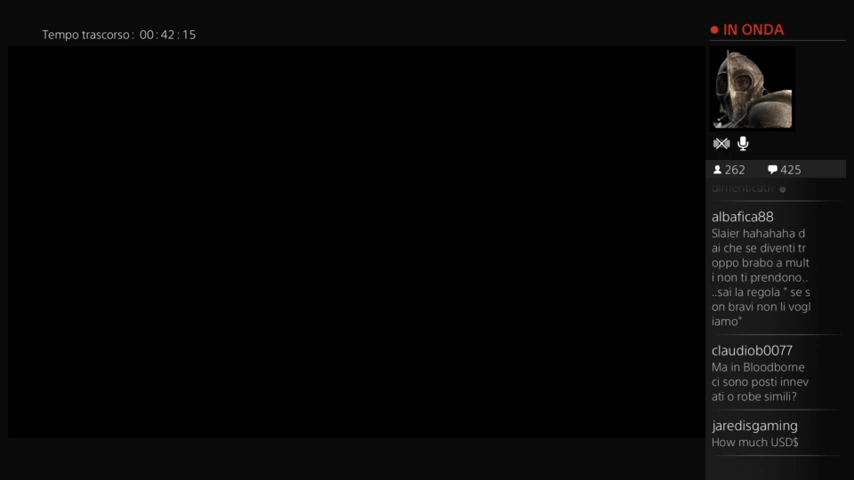 Tempo trascorso: 00:42:15
IN ONDA
262 425
dimenticati?
albafica88
Slaier hahahaha d
ai che se diventi tr
oppo brabo a mult
i non ti prendono..
..sai la regola " se s
on bravi non li vogl
iamo"
claudiob0077
Ma in Bloodborne
ci sono posti innev
ati o robe simili?
jaredisgaming
How much USD$